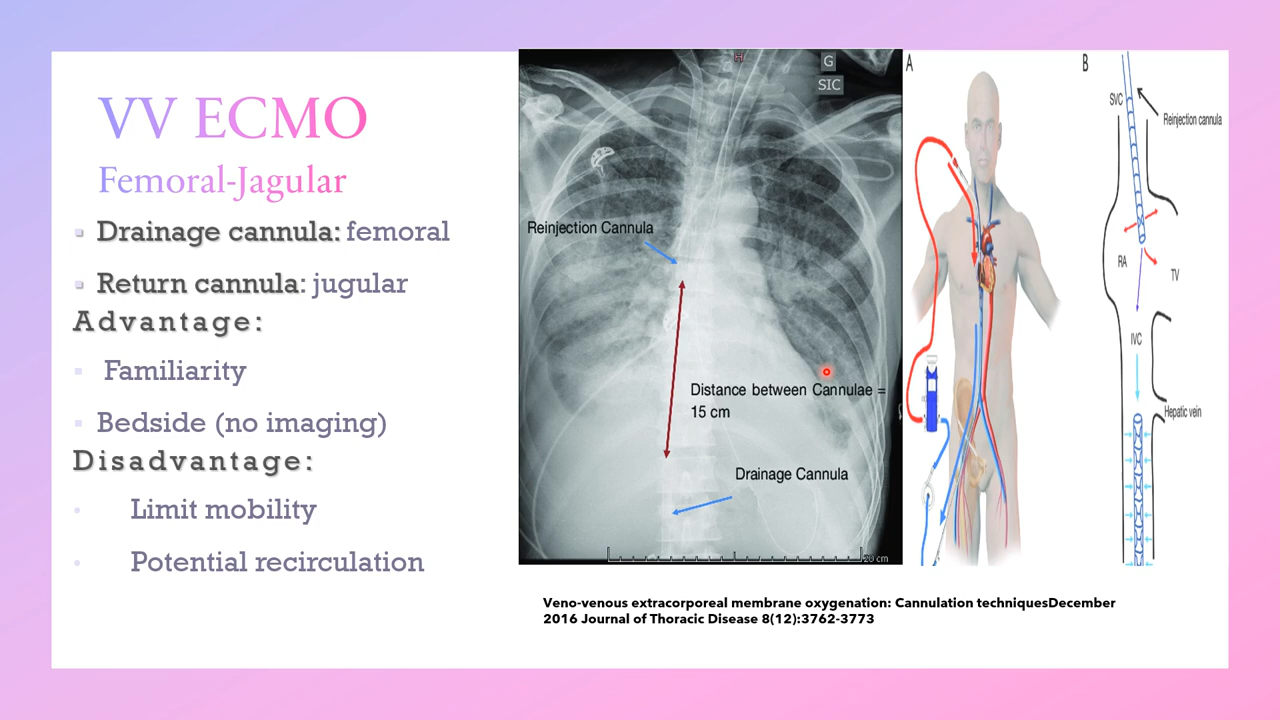 VV ECMO
Femoral-Jagular
Drainage cannula: femoral
Return cannula: jugular
Advantage:
Familiarity
Bedside (no imaging)
Disadvantage:
Limit mobility
Potential recirculation
G
SIC
Reinjection Cannula
Distance between Cannulae =
15 cm
Drainage Cannula
A
B
SVC
Reinjection cannula
RA
TV
IVC
Hepatic vein
Veno-venous extracorporeal membrane oxygenation: Cannulation techniquesDecember
2016 Journal of Thoracic Disease 8(12):3762-3773